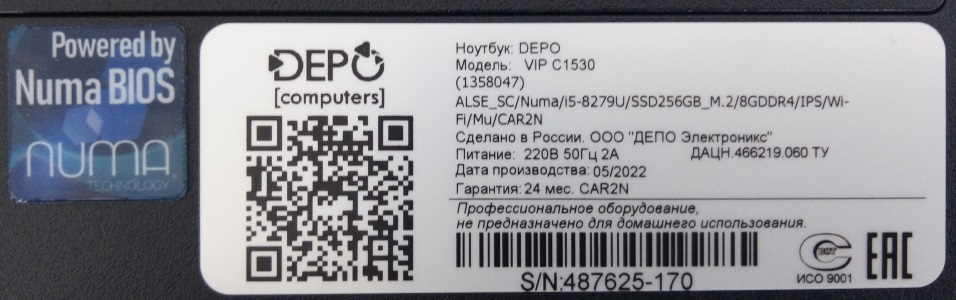 Powered by
Numa BIOS
NUMA
TECHNOLOGY
DEPO
[computers]
Ноутбук: DEPO
Модель: VIP C1530
(1358047)
ALSE_SC/Numa/i5-8279U/SSD256GB_M.2/8GDDR4/IPS/Wi-
Fi/Mu/CAR2N
Сделано в России. ООО "ДЕПО Электроникс"
Питание: 220В 50Гц 2А ДАЦН.466219.060 ТУ
Дата производства: 05/2022
Гарантия: 24 мес. CAR2N
Профессиональное оборудование,
не предназначено для домашнего использования.
S/N:487625-170
ИСО 9001
EAC